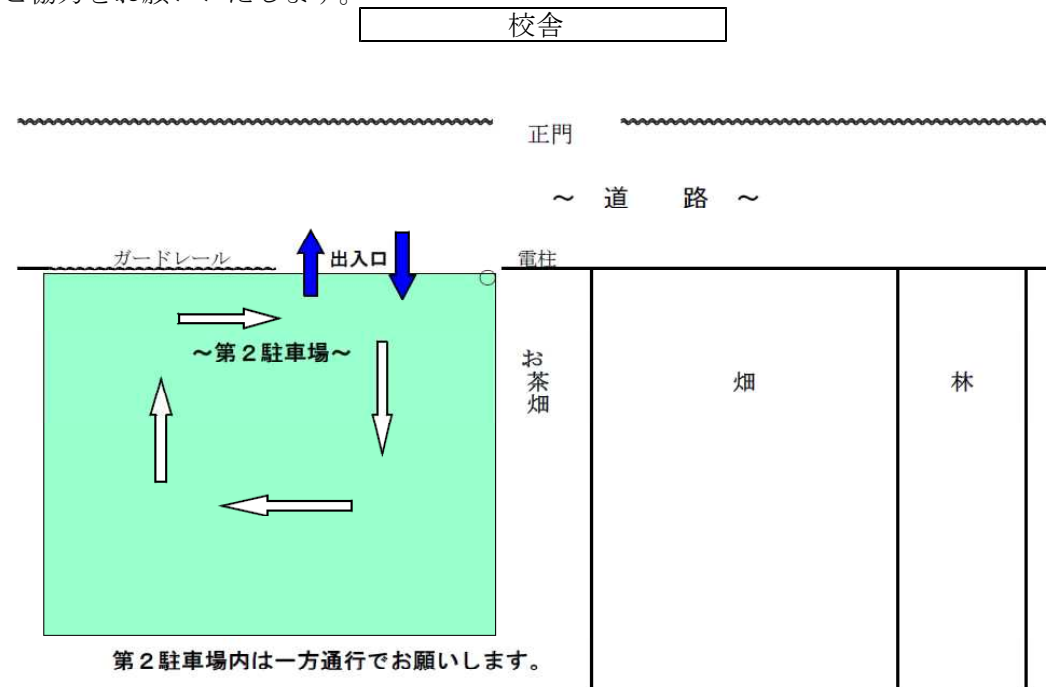 ご協力をお願いいたします。
校舎
正門
～ 道　　路 ～
ガードレール
出入口
電柱
～第２駐車場～
お茶畑
畑
林
第２駐車場内は一方通行でお願いします。